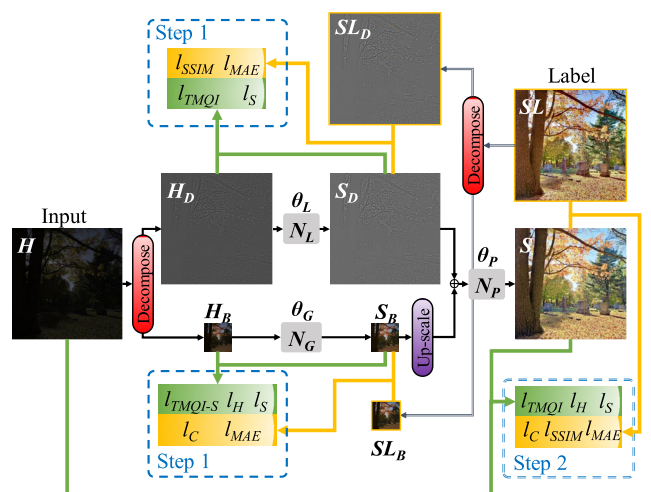 Step 1
l_SSIM l_MAE
l_TMQI l_S
SL_D
Label
SL
Decompose
H_D
θ_L
N_L
S_D
Input
H
Decompose
θ_P
N_P
S
H_B
θ_G
N_G
S_B
Up-scale
l_TMQI-S l_H l_S
l_C l_MAE
Step 1
SL_B
l_TMQI l_H l_S
l_C l_SSIM l_MAE
Step 2